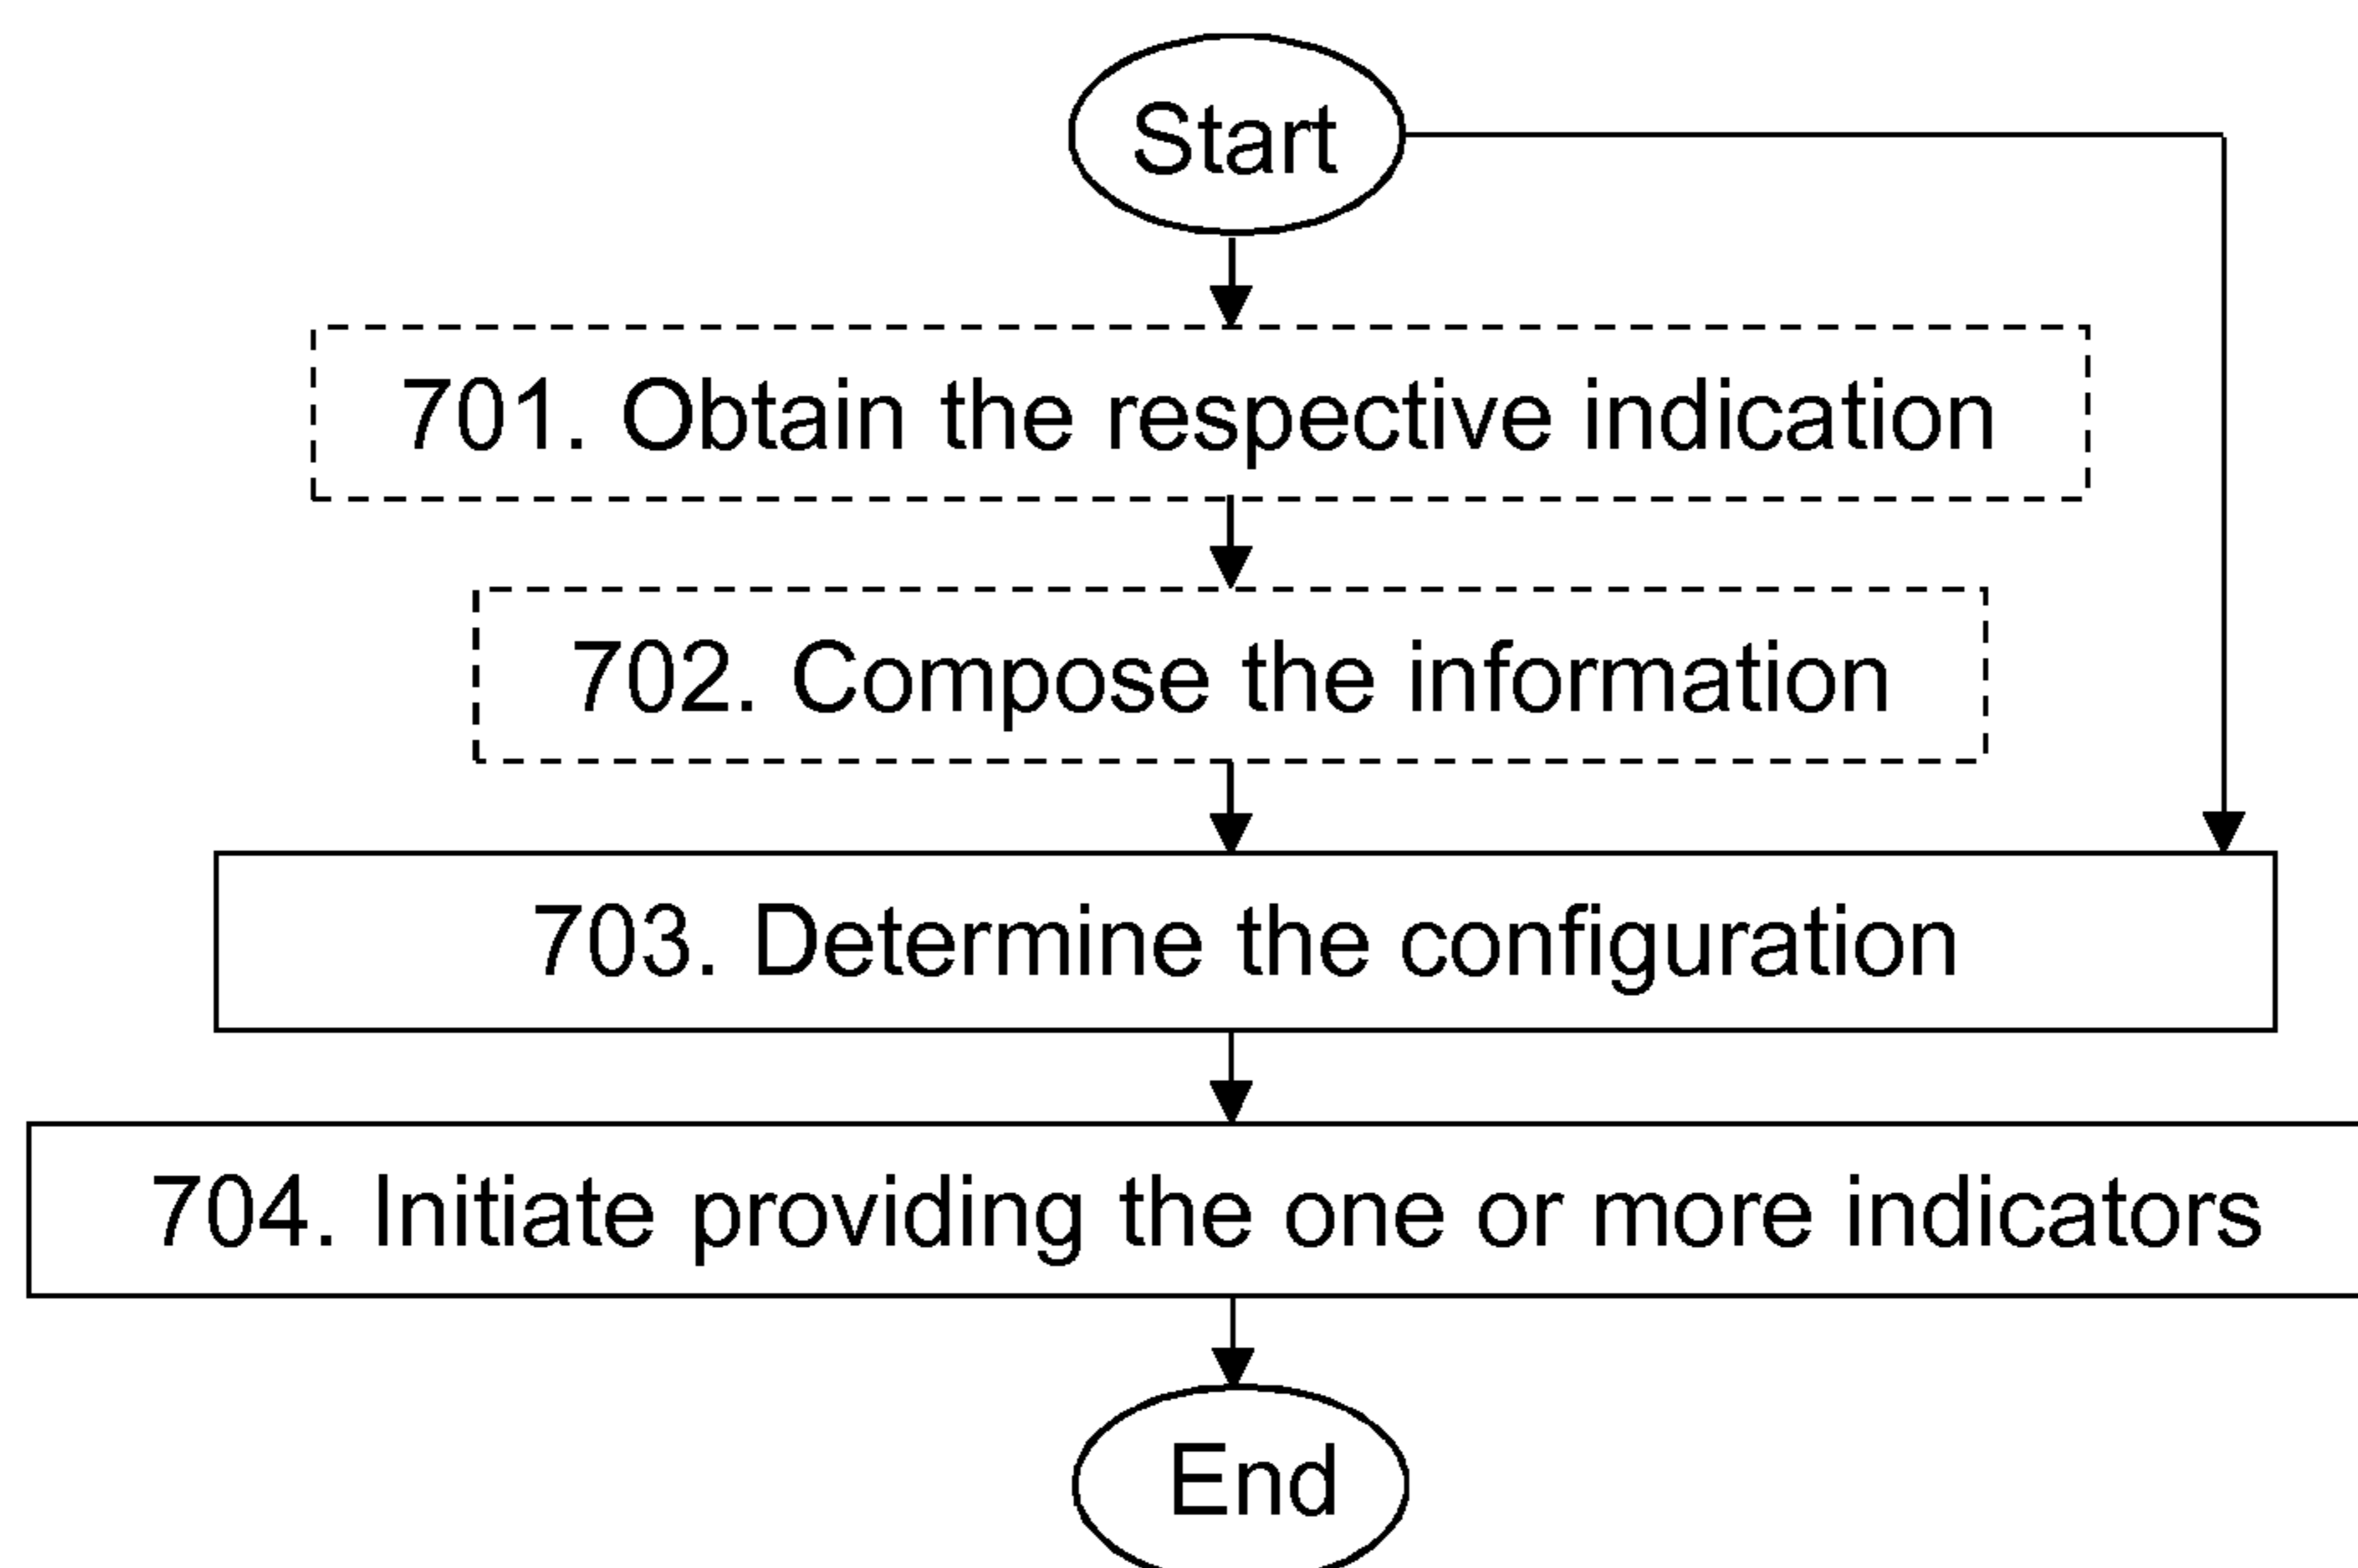 Start
701. Obtain the respective indication
702. Compose the information
703. Determine the configuration
704. Initiate providing the one or more indicators
End